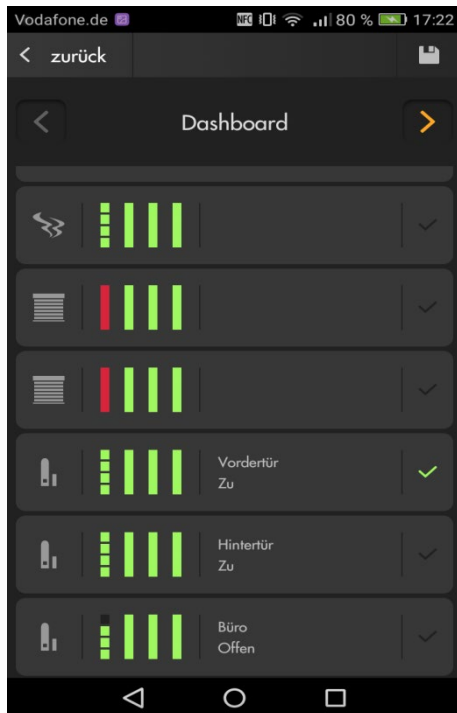 Vodafone.de NFC 80 % 17:22
zurück
Dashboard
Vordertür
Zu
Hintertür
Zu
Büro
Offen